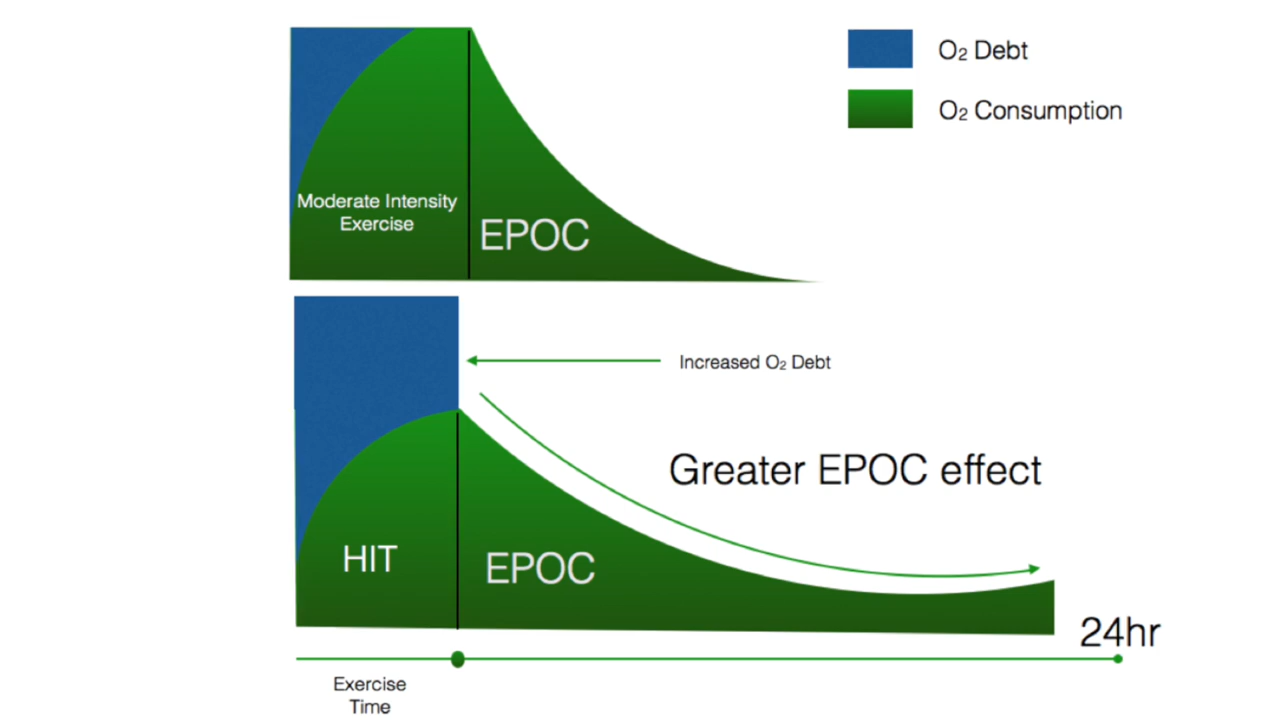 O₂ Debt
O₂ Consumption
Moderate Intensity
Exercise
EPOC
Increased O₂ Debt
Greater EPOC effect
HIT
EPOC
24hr
Exercise
Time